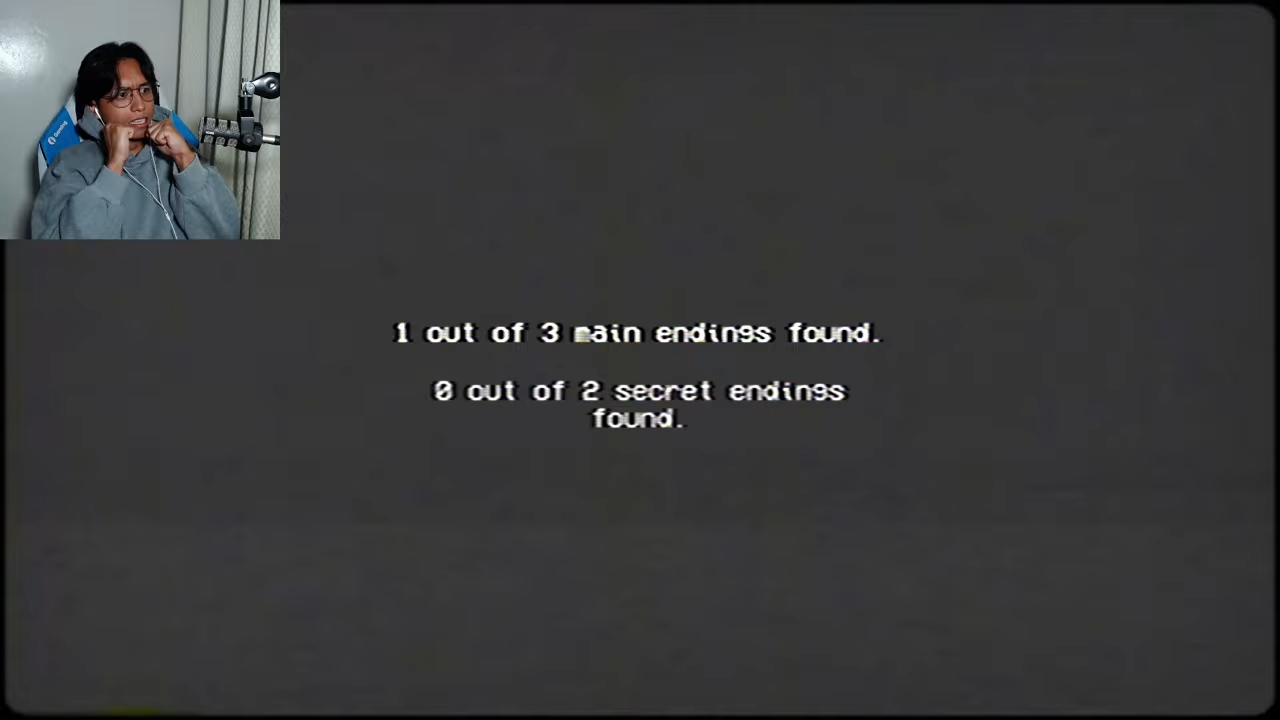 1 out of 3 main endings found.
0 out of 2 secret endings
found.